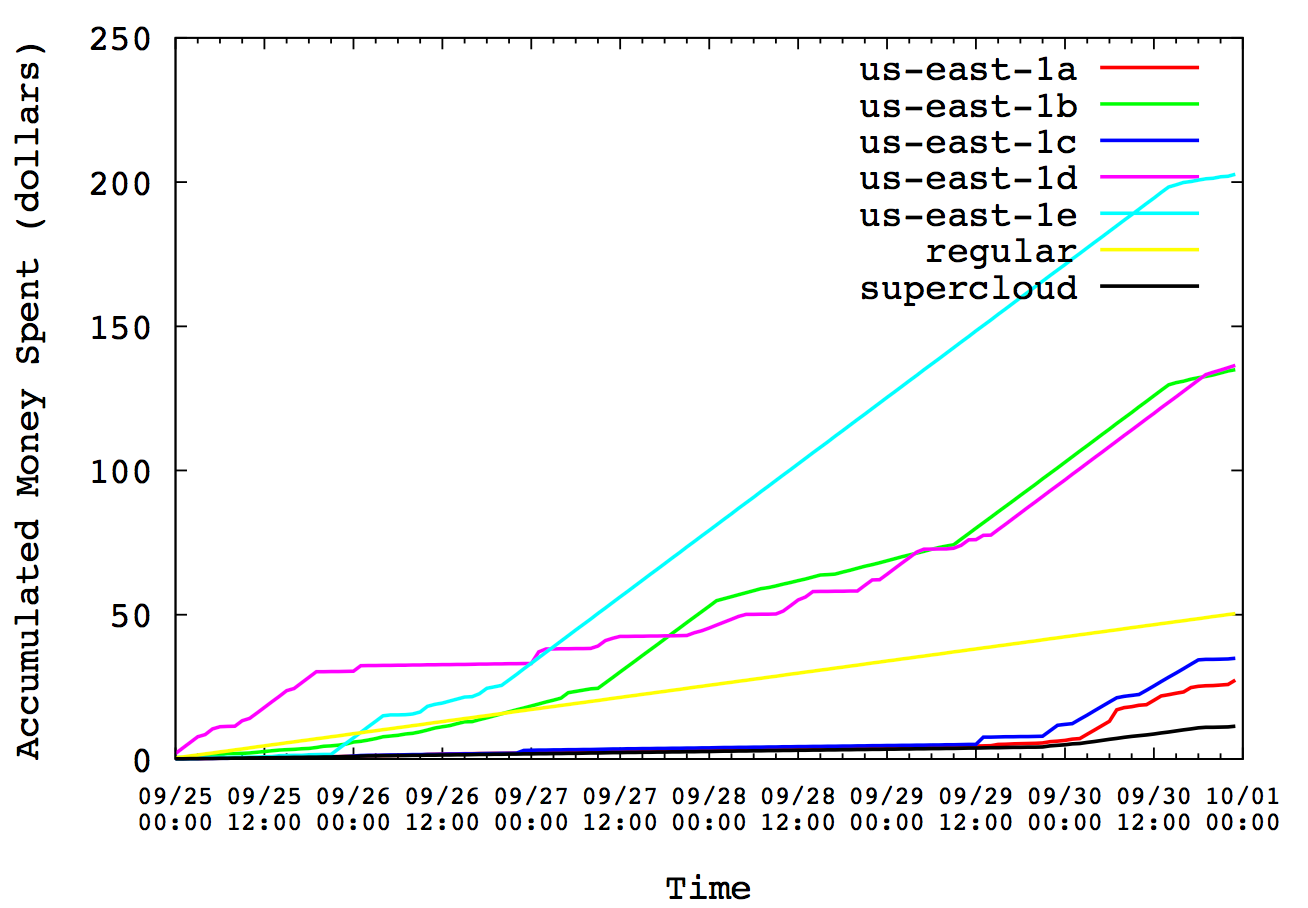 Accumulated Money Spent (dollars)
250
200
150
100
50
0
us-east-1a
us-east-1b
us-east-1c
us-east-1d
us-east-1e
regular
supercloud
09/25 09/25 09/26 09/26 09/27 09/27 09/28 09/28 09/29 09/29 09/30 09/30 10/01
00:00 12:00 00:00 12:00 00:00 12:00 00:00 12:00 00:00 12:00 00:00 12:00 00:00
Time